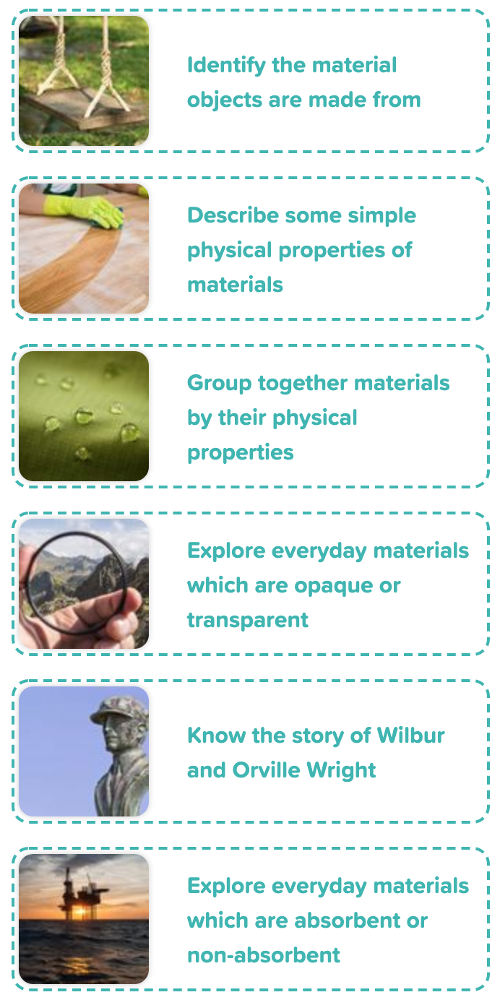 Identify the material
objects are made from
Describe some simple
physical properties of
materials
Group together materials
by their physical
properties
Explore everyday materials
which are opaque or
transparent
Know the story of Wilbur
and Orville Wright
Explore everyday materials
which are absorbent or
non-absorbent